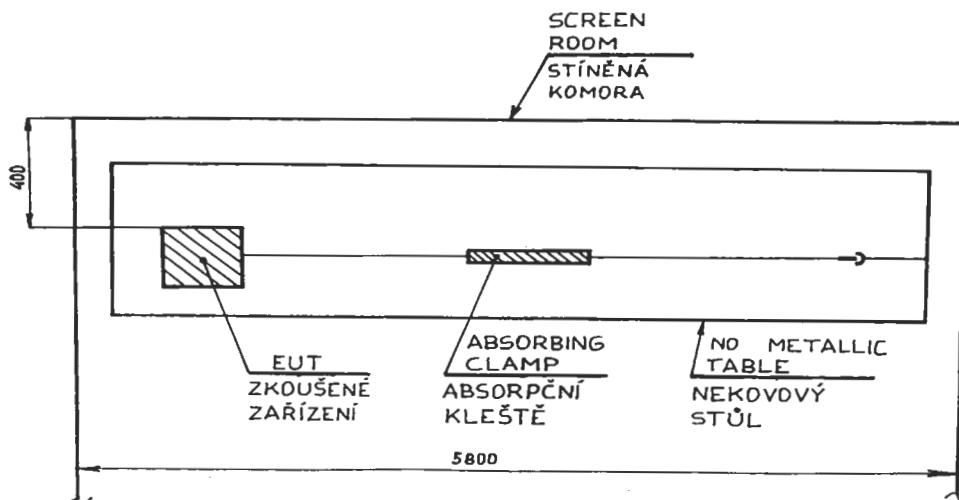 SCREEN
ROOM
STÍNĚNÁ
KOMORA
400
EUT
ZKOUŠENÉ
ZAŘÍZENÍ
ABSORBING
CLAMP
ABSORPČNÍ
KLEŠTĚ
NO METALLIC
TABLE
NEKOVOVÝ
STŮL
5800